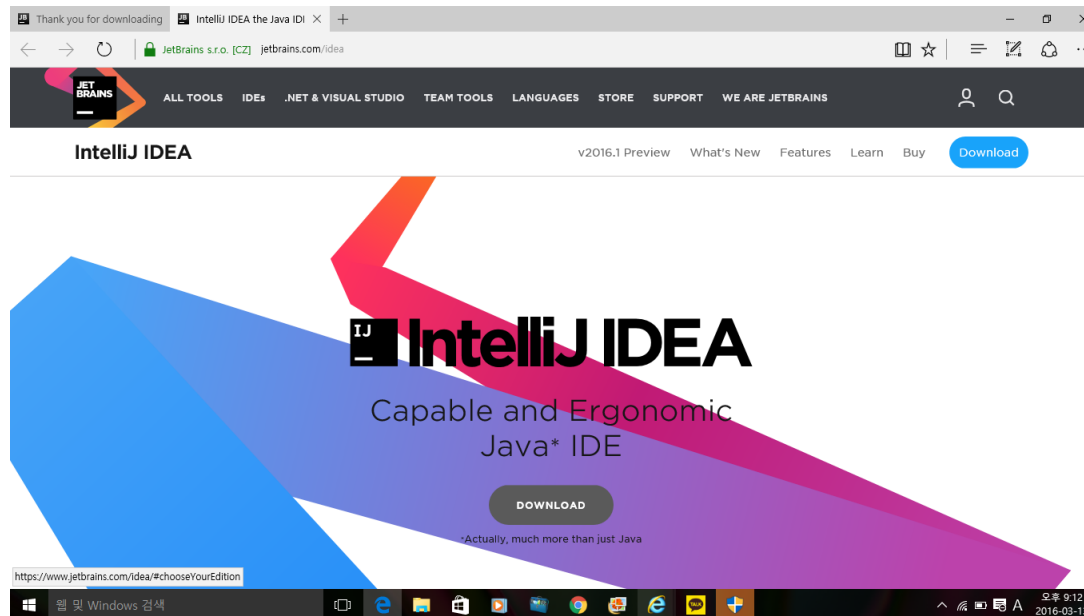 Thank you for downloading
IntelliJ IDEA the Java IDI
JetBrains s.r.o. [CZ] jetbrains.com/idea
JET
BRAINS
ALL TOOLS IDEs .NET & VISUAL STUDIO TEAM TOOLS LANGUAGES STORE SUPPORT WE ARE JETBRAINS
IntelliJ IDEA
v2016.1 Preview What's New Features Learn Buy Download
IJ
IntelliJ IDEA
Capable and Ergonomic
Java* IDE
DOWNLOAD
*Actually, much more than just Java
https://www.jetbrains.com/idea/#chooseYourEdition
웹 및 Windows 검색
A
오후 9:12
2016-03-1